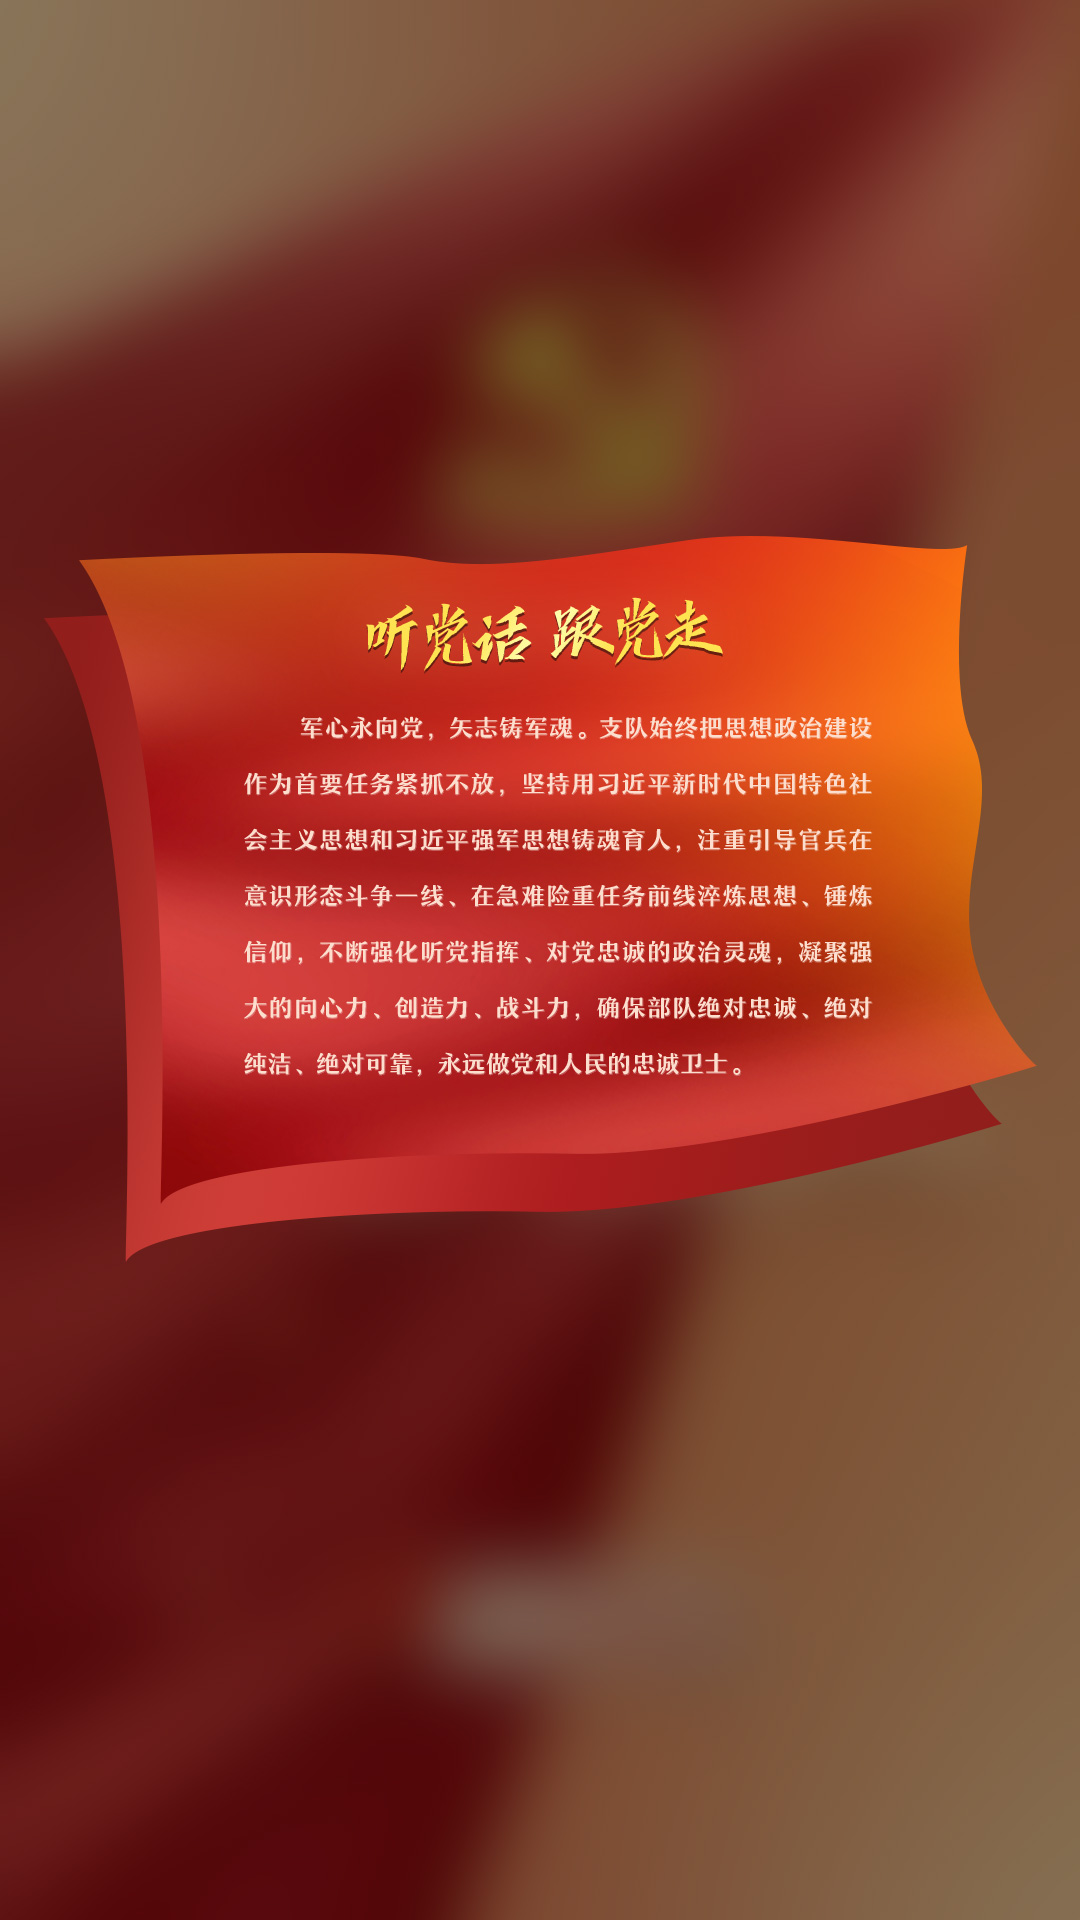 听党话 跟党走
军心永向党，矢志铸军魂。支队始终把思想政治建设
作为首要任务紧抓不放，坚持用习近平新时代中国特色社
会主义思想和习近平强军思想铸魂育人，注重引导官兵在
意识形态斗争一线、在急难险重任务前线淬炼思想、锤炼
信仰，不断强化听党指挥、对党忠诚的政治灵魂，凝聚强
大的向心力、创造力、战斗力，确保部队绝对忠诚、绝对
纯洁、绝对可靠，永远做党和人民的忠诚卫士。